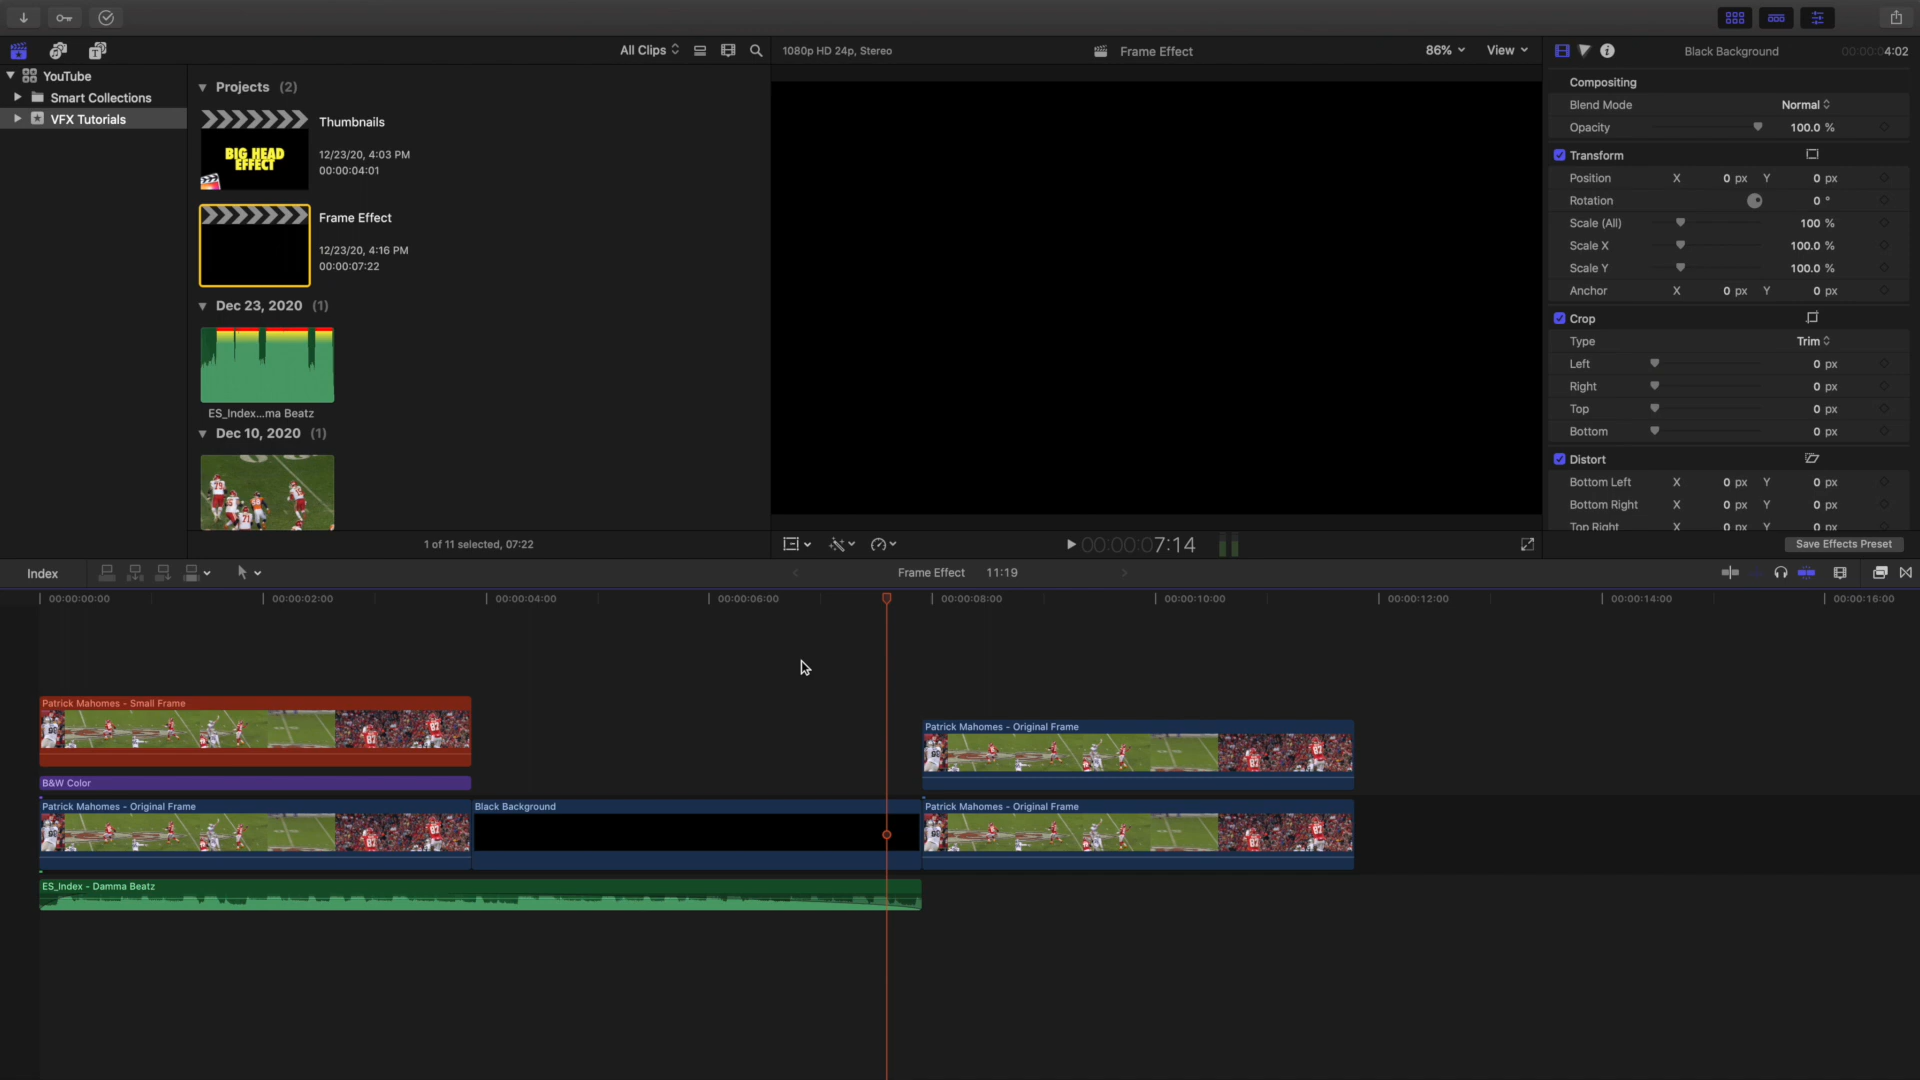 All Clips
1080p HD 24p, Stereo
Frame Effect
86%
View
Black Background
00:00:04:02
YouTube
Smart Collections
VFX Tutorials
Projects (2)
Thumbnails
12/23/20, 4:03 PM
00:00:04:01
BIG HEAD
EFFECT
Frame Effect
12/23/20, 4:16 PM
00:00:07:22
Dec 23, 2020 (1)
ES_Index...ma Beatz
Dec 10, 2020 (1)
1 of 11 selected, 07:22
00:00:07:14
Compositing
Blend Mode Normal
Opacity 100.0 %
Transform
Position X 0 px Y 0 px
Rotation 0 °
Scale (All) 100 %
Scale X 100.0 %
Scale Y 100.0 %
Anchor X 0 px Y 0 px
Crop
Type Trim
Left 0 px
Right 0 px
Top 0 px
Bottom 0 px
Distort
Bottom Left X 0 px Y 0 px
Bottom Right X 0 px Y 0 px
Top Right X 0 px Y 0 px
Save Effects Preset
Index
Frame Effect 11:19
00:00:00:00 00:00:02:00 00:00:04:00 00:00:06:00 00:00:08:00 00:00:10:00 00:00:12:00 00:00:14:00 00:00:16:00
Patrick Mahomes - Small Frame
Patrick Mahomes - Original Frame
B&W Color
Patrick Mahomes - Original Frame
Black Background
Patrick Mahomes - Original Frame
ES_Index - Damma Beatz